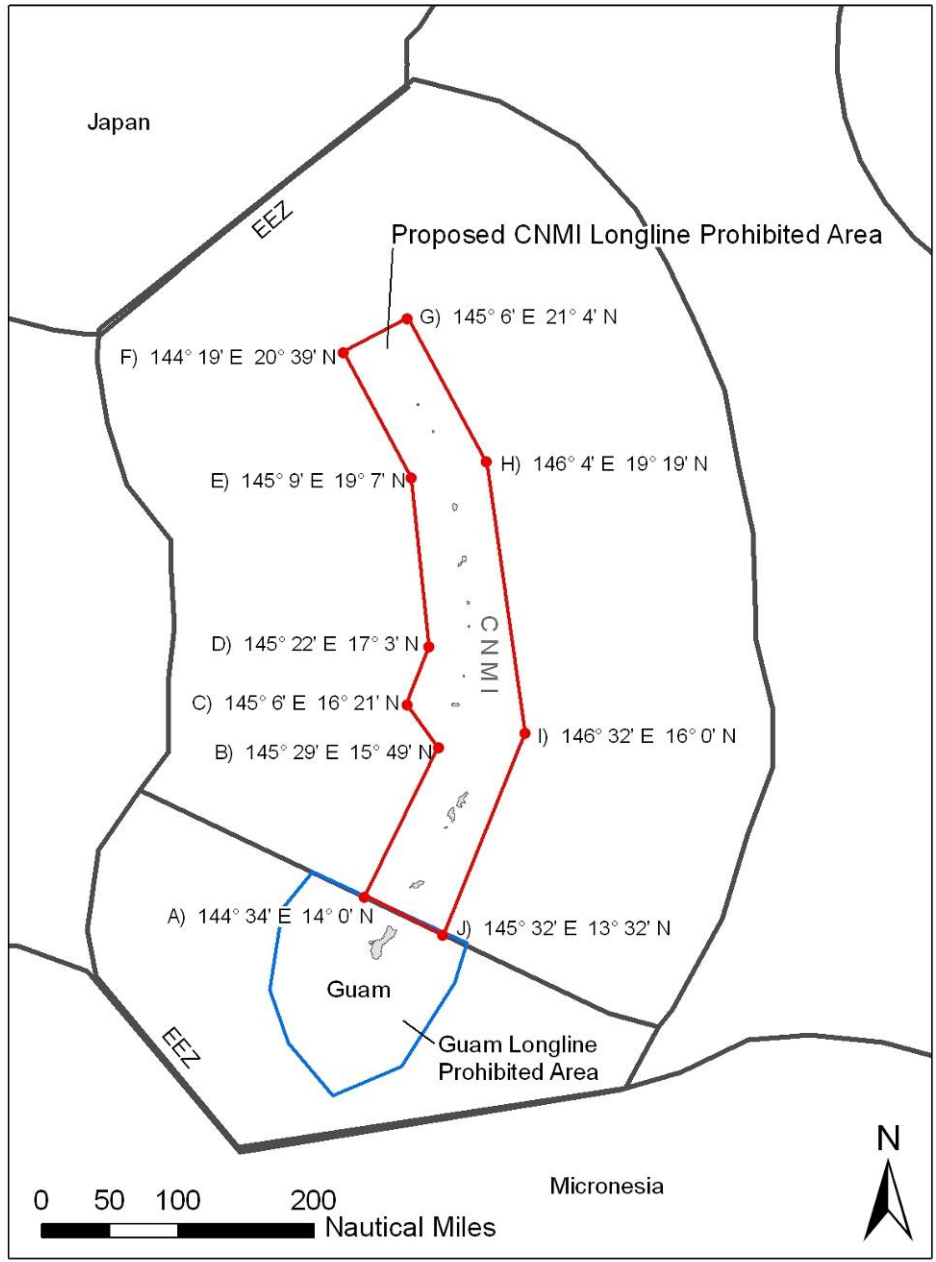 Japan
EEZ
Proposed CNMI Longline Prohibited Area
G) 145° 6' E 21° 4' N
F) 144° 19' E 20° 39' N
H) 146° 4' E 19° 19' N
E) 145° 9' E 19° 7' N
CNMI
D) 145° 22' E 17° 3' N
C) 145° 6' E 16° 21' N
I) 146° 32' E 16° 0' N
B) 145° 29' E 15° 49' N
A) 144° 34' E 14° 0' N
J) 145° 32' E 13° 32' N
Guam
EEZ
Guam Longline
Prohibited Area
N
Micronesia
0 50 100 200
Nautical Miles